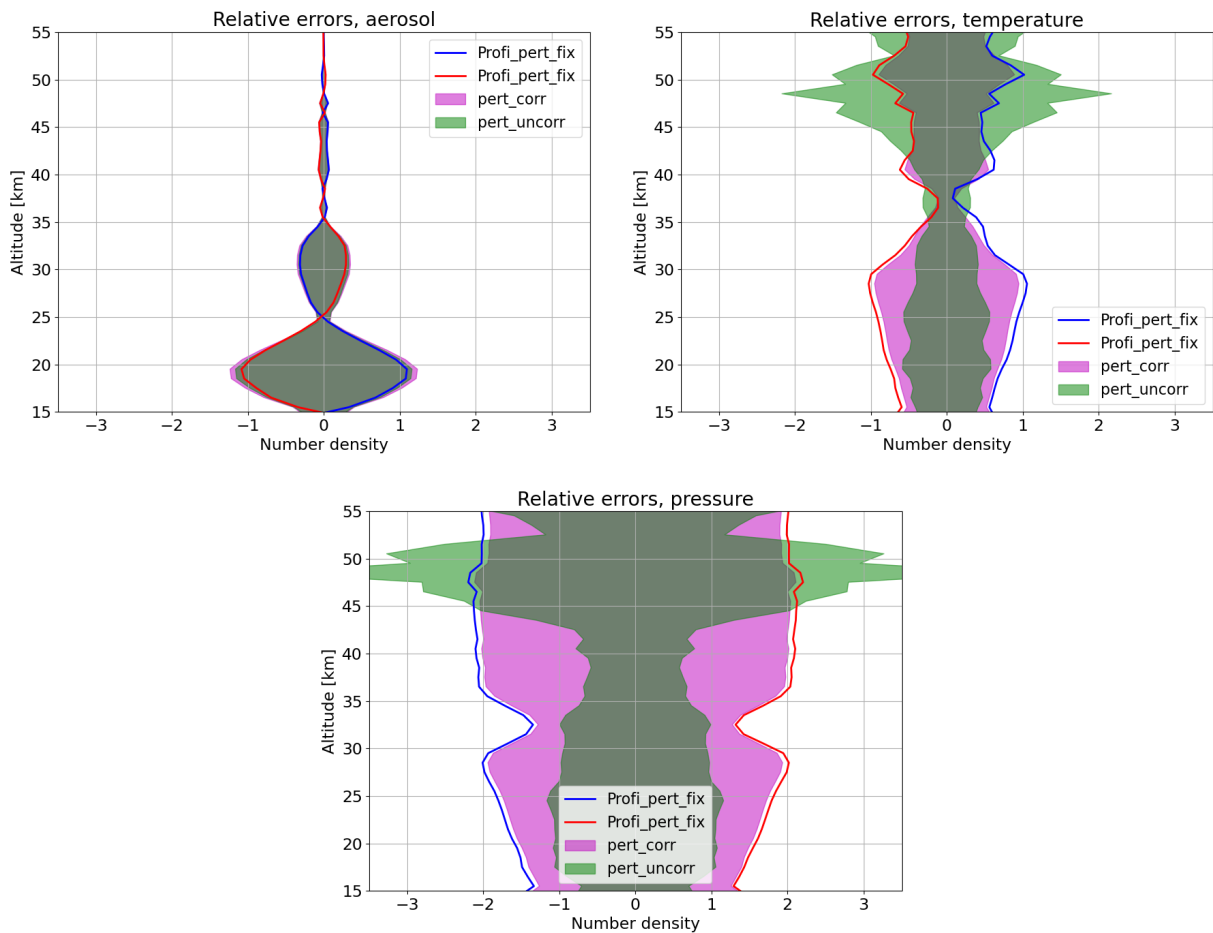 Relative errors, aerosol
55
50
45
40
35
30
25
20
15
Altitude [km]
Profi_pert_fix
Profi_pert_fix
pert_corr
pert_uncorr
−3 −2 −1 0 1 2 3
Number density
Relative errors, temperature
55
50
45
40
35
30
25
20
15
Altitude [km]
Profi_pert_fix
Profi_pert_fix
pert_corr
pert_uncorr
−3 −2 −1 0 1 2 3
Number density
Relative errors, pressure
55
50
45
40
35
30
25
20
15
Altitude [km]
Profi_pert_fix
Profi_pert_fix
pert_corr
pert_uncorr
−3 −2 −1 0 1 2 3
Number density